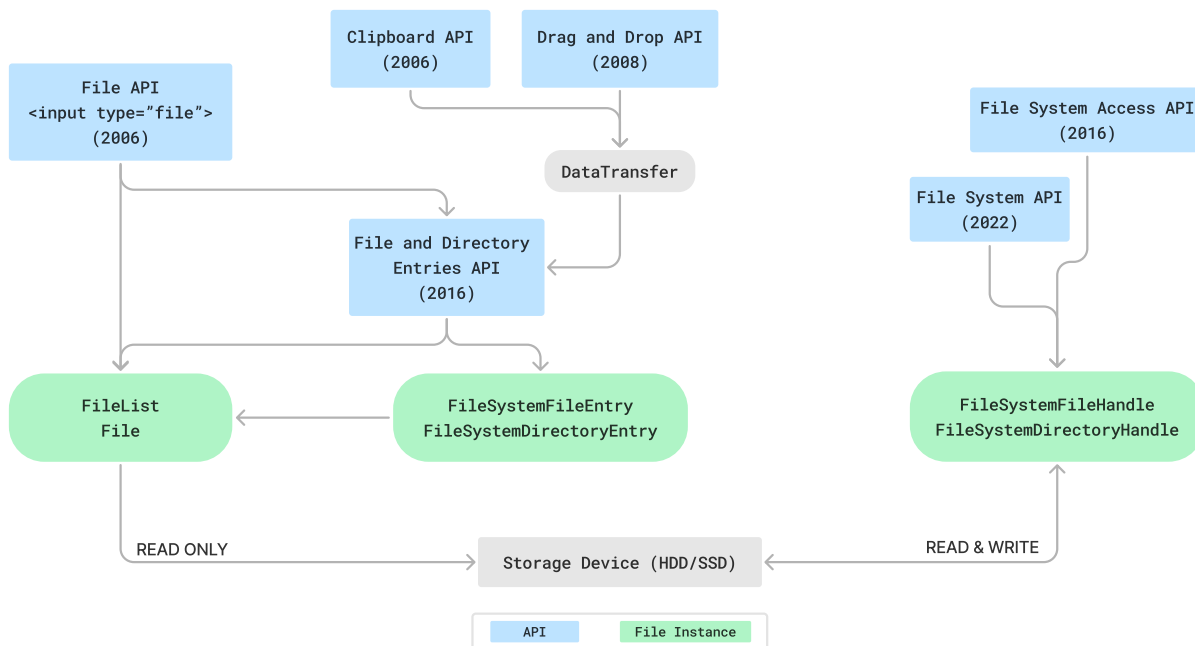 Clipboard API
(2006)
Drag and Drop API
(2008)
File API
<input type=”file”>
(2006)
File System Access API
(2016)
DataTransfer
File System API
(2022)
File and Directory
Entries API
(2016)
FileList
File
FileSystemFileEntry
FileSystemDirectoryEntry
FileSystemFileHandle
FileSystemDirectoryHandle
READ ONLY
READ & WRITE
Storage Device (HDD/SSD)
API
File Instance